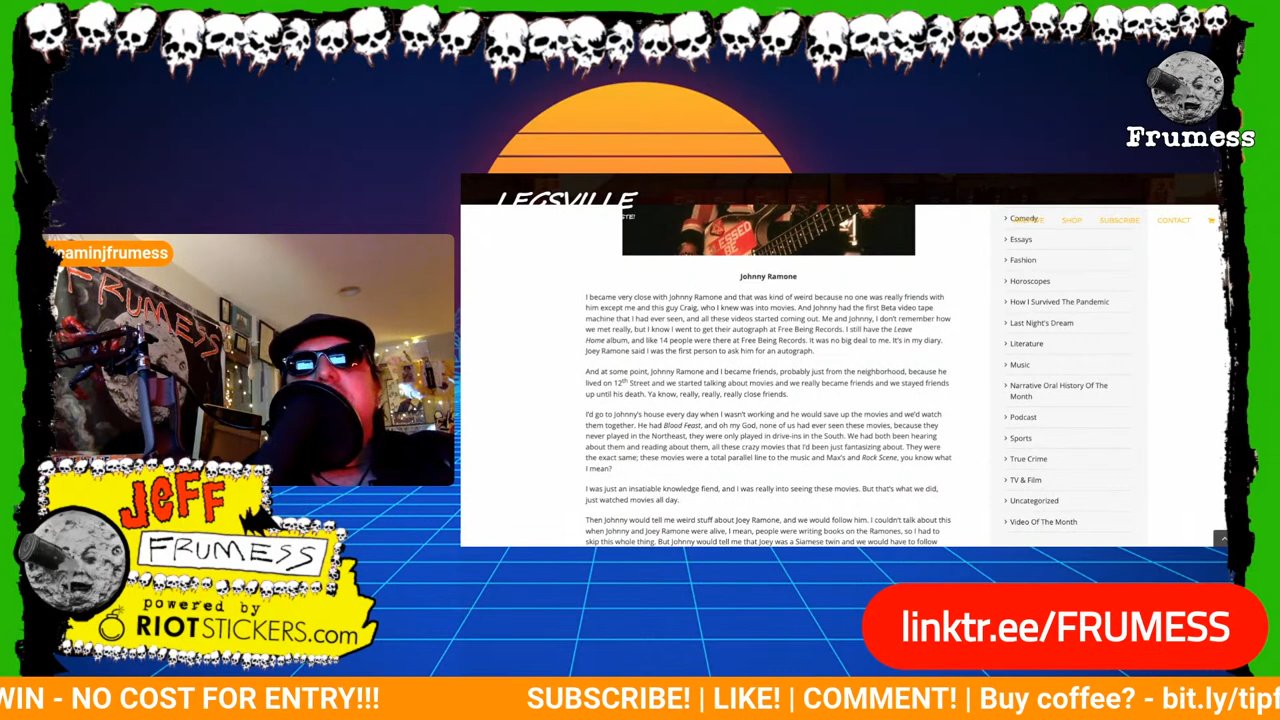 Frumess
LEGSVILLE
SHOP
SUBSCRIBE
CONTACT
eaminjfrumess
FRUMESS
BLESSED
BE
Johnny Ramone
I became very close with Johnny Ramone and that was kind of weird because no one was really friends with
him except me and this guy Craig, who I knew was into movies. And Johnny had the first Beta video tape
machine that I had ever seen, and all these videos started coming out. Me and Johnny, I don't remember how
we met really, but I know I went to get their autograph at Free Being Records. I still have the Leave
Home album, and like 14 people were there at Free Being Records. It was no big deal to me. It's in my diary.
Joey Ramone said I was the first person to ask him for an autograph.
And at some point, Johnny Ramone and I became friends, probably just from the neighborhood, because he
lived on 12th Street and we started talking about movies and we really became friends and we stayed friends
up until his death. Ya know, really, really, really close friends.
I'd go to Johnny's house every day when I wasn't working and he would save up the movies and we'd watch
them together. He had Blood Feast, and oh my God, none of us had ever seen these movies, because they
never played in the Northeast, they were only played in drive-ins in the South. We had both been hearing
about them and reading about them, all these crazy movies that I'd been just fantasizing about. They were
the exact same; these movies were a total parallel line to the music and Max's and Rock Scene, you know what
I mean?
I was just an insatiable knowledge fiend, and I was really into seeing these movies. But that's what we did,
just watched movies all day.
Then Johnny would tell me weird stuff about Joey Ramone, and we would follow him. I couldn't talk about this
when Johnny and Joey Ramone were alive, I mean, people were writing books on the Ramones, so I had to
skip this whole thing. But Johnny would tell me that Joey was a Siamese twin and we would have to follow
Comedy
Essays
Fashion
Horoscopes
How I Survived The Pandemic
Last Night's Dream
Literature
Music
Narrative Oral History Of The
Month
Podcast
Sports
True Crime
TV & Film
Uncategorized
Video Of The Month
JEFF
FRUMESS
powered by
RIOTSTICKERS.com
linktr.ee/FRUMESS
WIN - NO COST FOR ENTRY!!! SUBSCRIBE! | LIKE! | COMMENT! | Buy coffee? - bit.ly/tipf